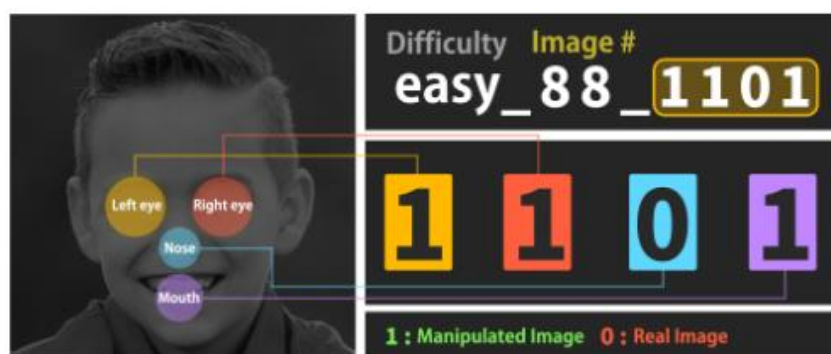 Difficulty Image #
easy_88_1101
Left eye
Right eye
Nose
Mouth
1 1 0 1
1 : Manipulated Image 0 : Real Image